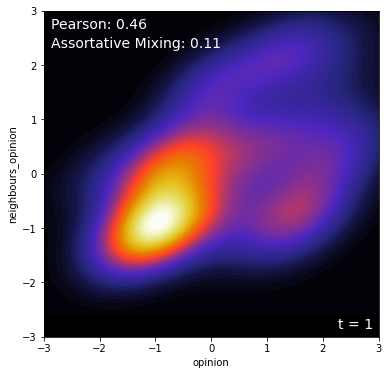 Pearson: 0.46
Assortative Mixing: 0.11
3
2
1
0
−1
−2
−3
neighbours_opinion
t = 1
−3
−2
−1
0
1
2
3
opinion